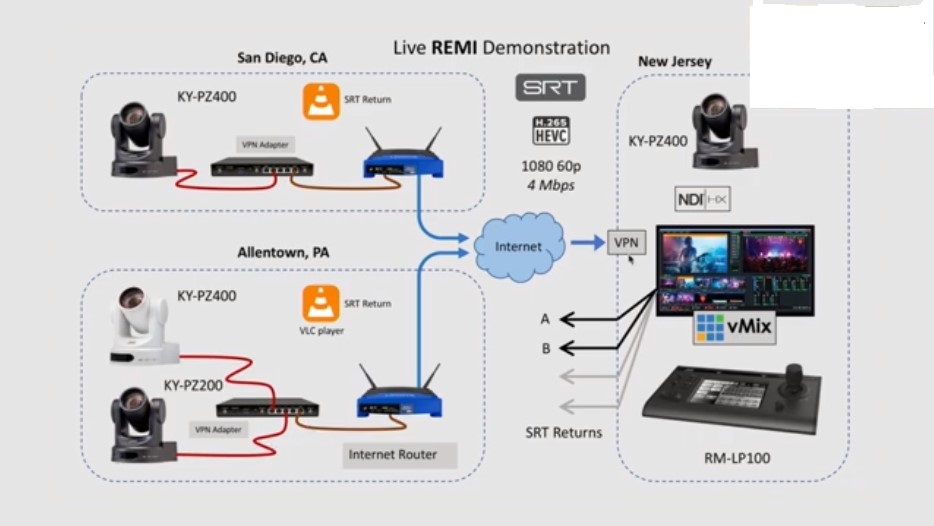 Live REMI Demonstration
San Diego, CA
KY-PZ400
SRT Return
VPN Adapter
Allentown, PA
KY-PZ400
SRT Return
VLC player
KY-PZ200
VPN Adapter
Internet Router
SRT
H.265
HEVC
1080 60p
4 Mbps
Internet
A
B
SRT Returns
New Jersey
KY-PZ400
NDI HX
VPN
vMix
RM-LP100